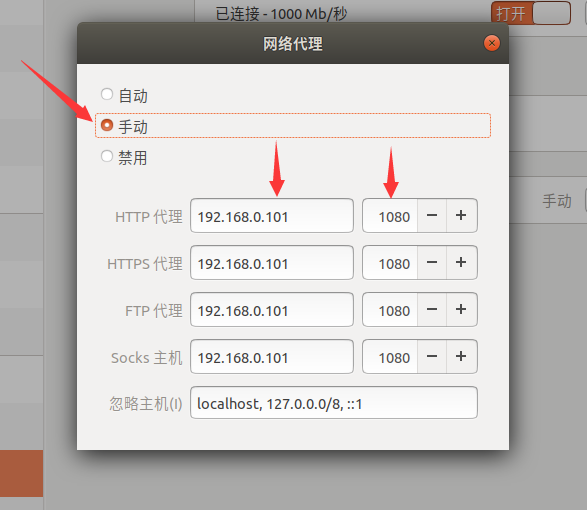 已连接 - 1000 Mb/秒
打开
网络代理
自动
手动
禁用
手动
HTTP 代理 192.168.0.101 1080 − +
HTTPS 代理 192.168.0.101 1080 − +
FTP 代理 192.168.0.101 1080 − +
Socks 主机 192.168.0.101 1080 − +
忽略主机(I) localhost, 127.0.0.0/8, ::1